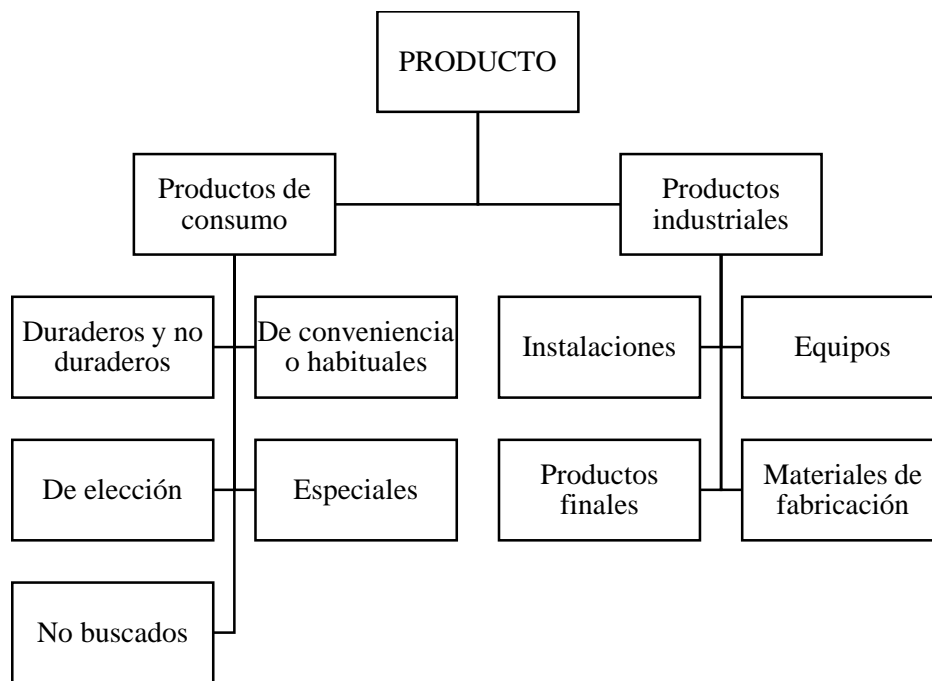 PRODUCTO
Productos de
consumo
Productos
industriales
Duraderos y no
duraderos
De conveniencia
o habituales
Instalaciones
Equipos
De elección
Especiales
Productos
finales
Materiales de
fabricación
No buscados